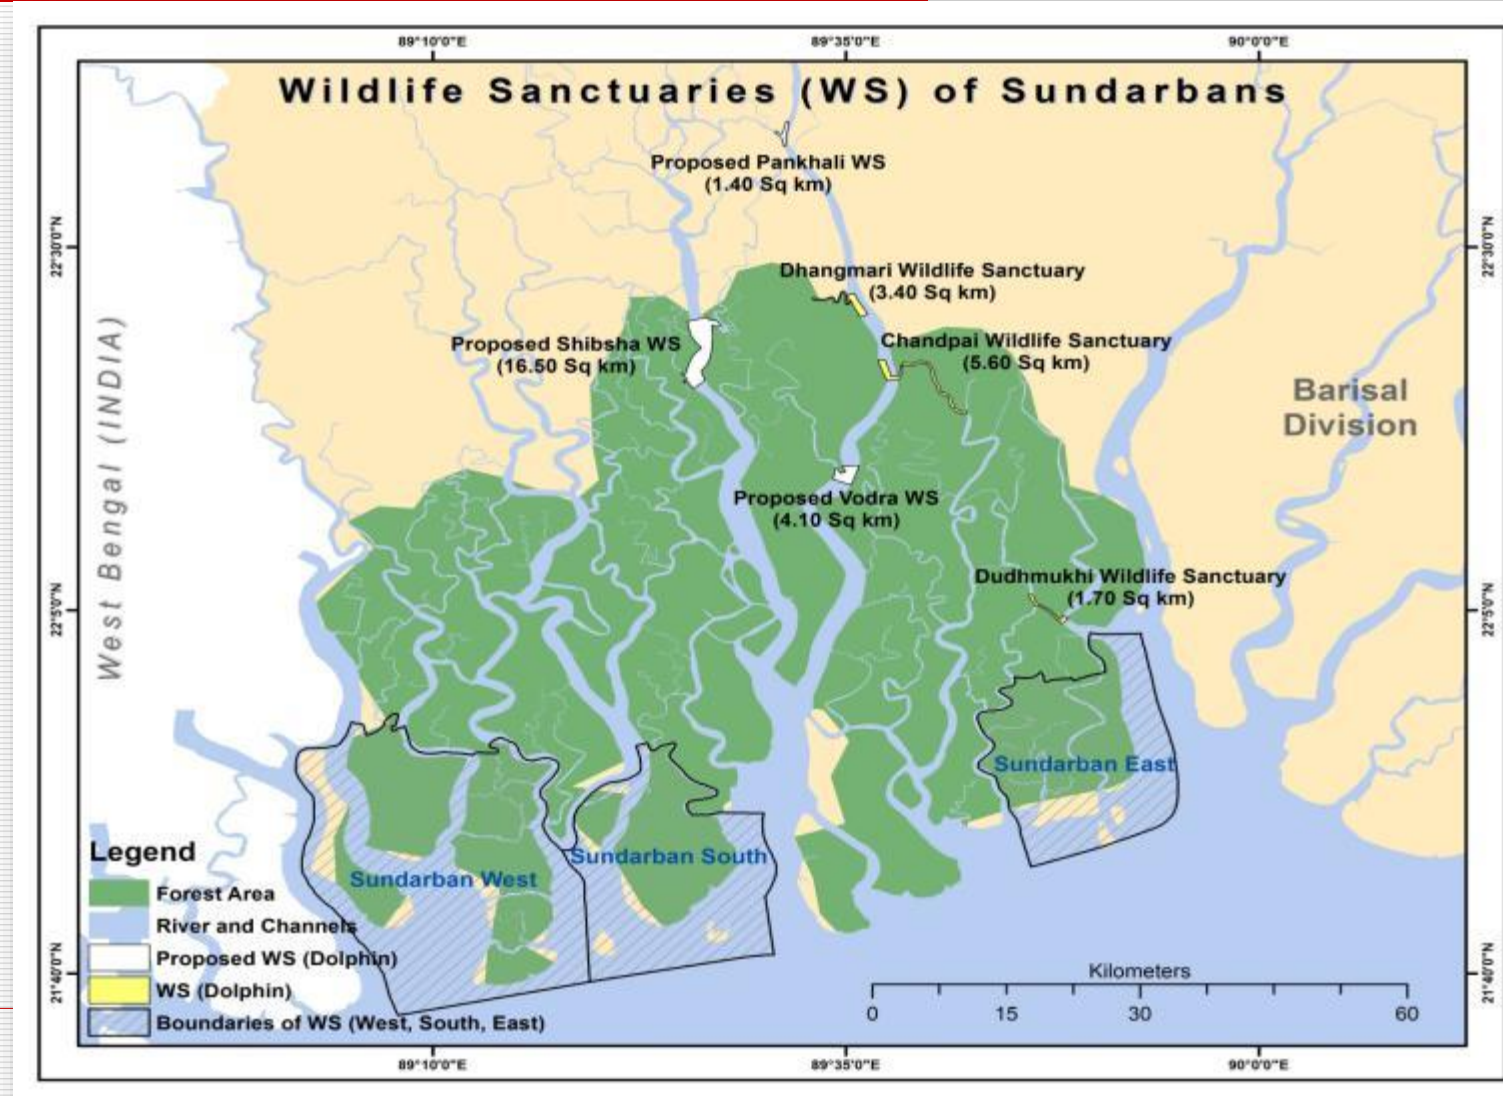 89°10'0"E
89°35'0"E
90°0'0"E
Wildlife Sanctuaries (WS) of Sundarbans
Proposed Pankhali WS
(1.40 Sq km)
22°30'0"N
22°30'0"N
Dhangmari Wildlife Sanctuary
(3.40 Sq km)
Proposed Shibsha WS
(16.50 Sq km)
Chandpai Wildlife Sanctuary
(5.60 Sq km)
West Bengal (INDIA)
Barisal
Division
Proposed Vodra WS
(4.10 Sq km)
Dudhmukhi Wildlife Sanctuary
(1.70 Sq km)
22°5'0"N
22°5'0"N
Sundarban East
Sundarban South
Sundarban West
Legend
Forest Area
River and Channels
Proposed WS (Dolphin)
WS (Dolphin)
Boundaries of WS (West, South, East)
21°40'0"N
21°40'0"N
Kilometers
0 15 30 60
89°10'0"E
89°35'0"E
90°0'0"E